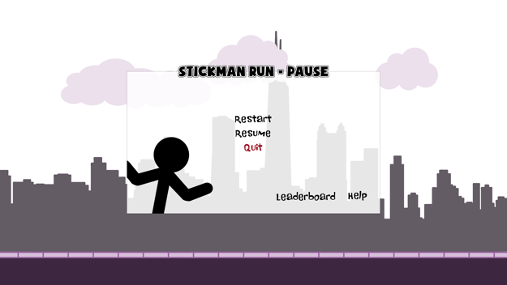 STICKMAN RUN - PAUSE
Restart
Resume
Quit
Leaderboard Help